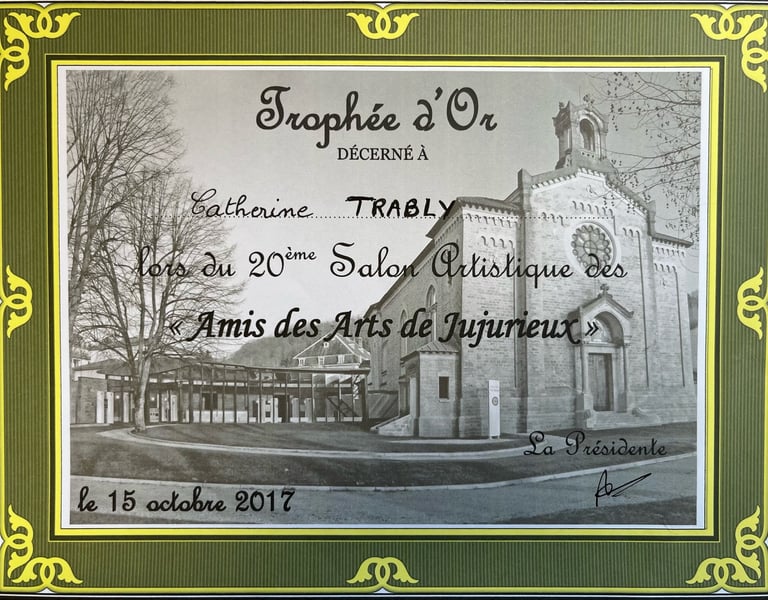 Trophée d'Or
DÉCERNÉ À
Catherine TRABLY
lors du 20ème Salon Artistique des
« Amis des Arts de Jujurieux »
La Présidente
le 15 octobre 2017